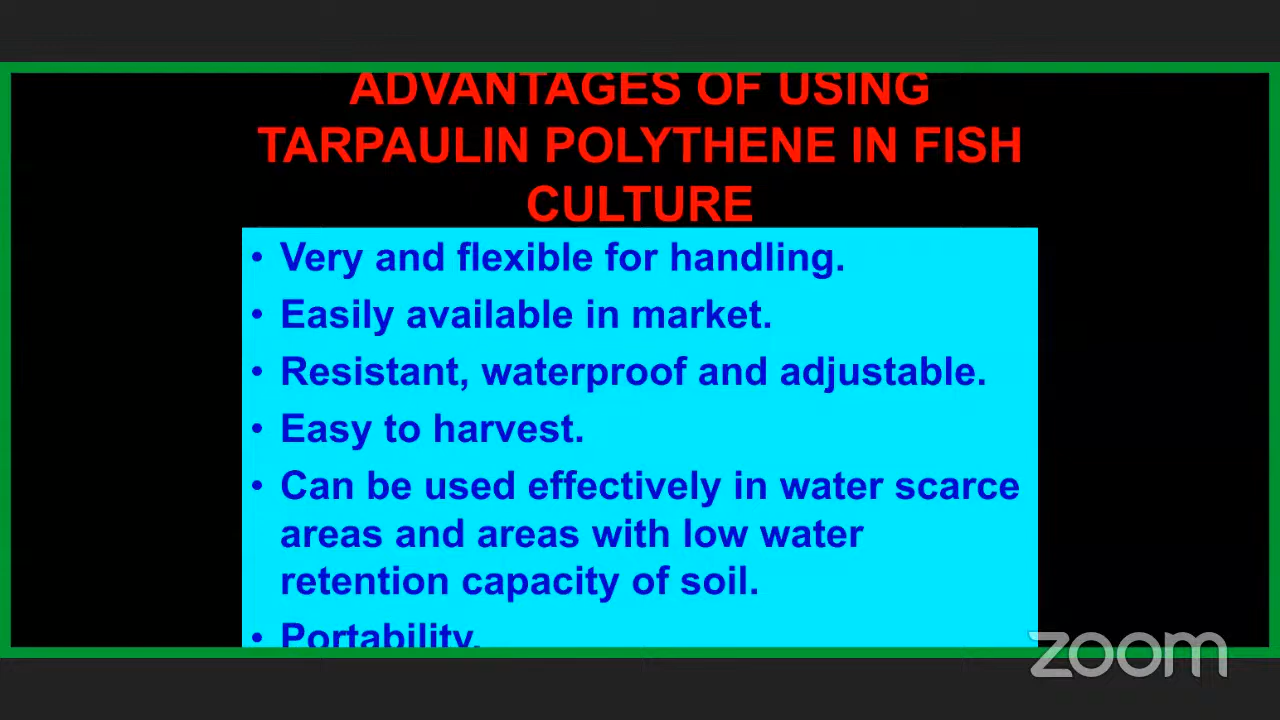 ADVANTAGES OF USING
TARPAULIN POLYTHENE IN FISH
CULTURE
• Very and flexible for handling.
• Easily available in market.
• Resistant, waterproof and adjustable.
• Easy to harvest.
• Can be used effectively in water scarce
areas and areas with low water
retention capacity of soil.
• Portability.
zoom